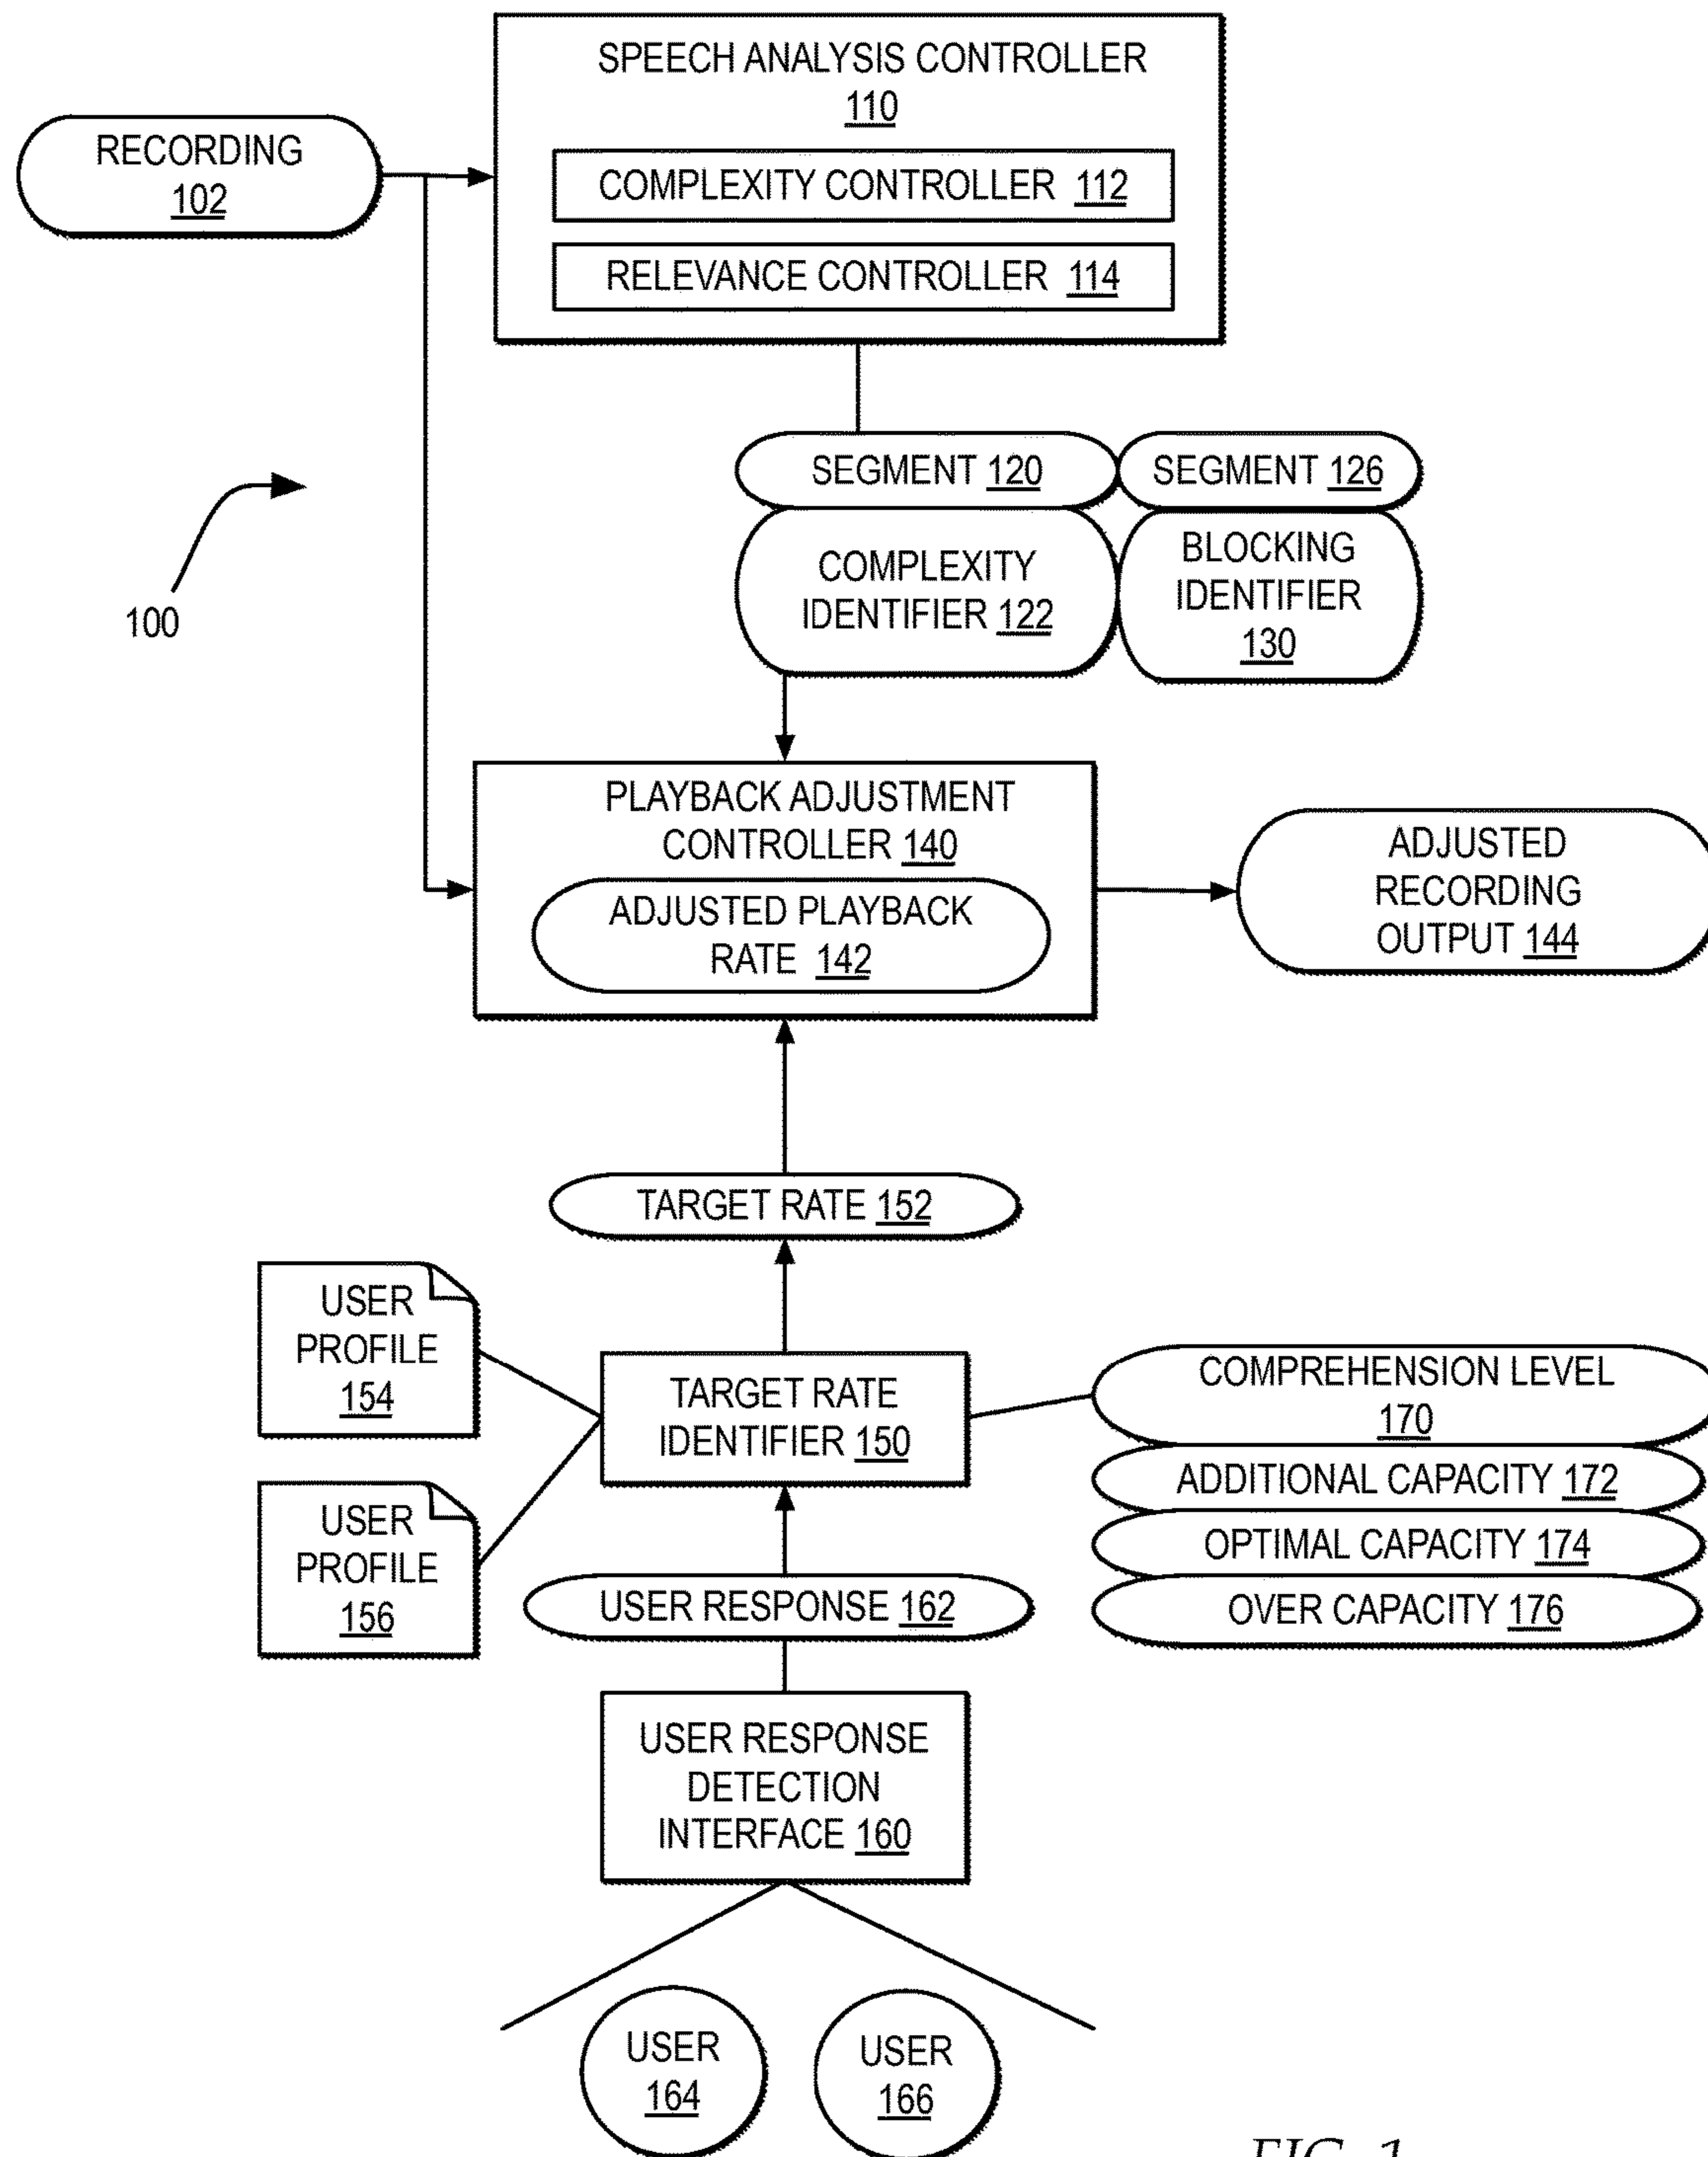 SPEECH ANALYSIS CONTROLLER
110
COMPLEXITY CONTROLLER 112
RELEVANCE CONTROLLER 114
RECORDING
102
SEGMENT 120
SEGMENT 126
COMPLEXITY
IDENTIFIER 122
BLOCKING
IDENTIFIER
130
100
PLAYBACK ADJUSTMENT
CONTROLLER 140
ADJUSTED PLAYBACK
RATE 142
ADJUSTED
RECORDING
OUTPUT 144
TARGET RATE 152
USER
PROFILE
154
TARGET RATE
IDENTIFIER 150
COMPREHENSION LEVEL
170
ADDITIONAL CAPACITY 172
OPTIMAL CAPACITY 174
OVER CAPACITY 176
USER
PROFILE
156
USER RESPONSE 162
USER RESPONSE
DETECTION
INTERFACE 160
USER
164
USER
166
FIG. 1